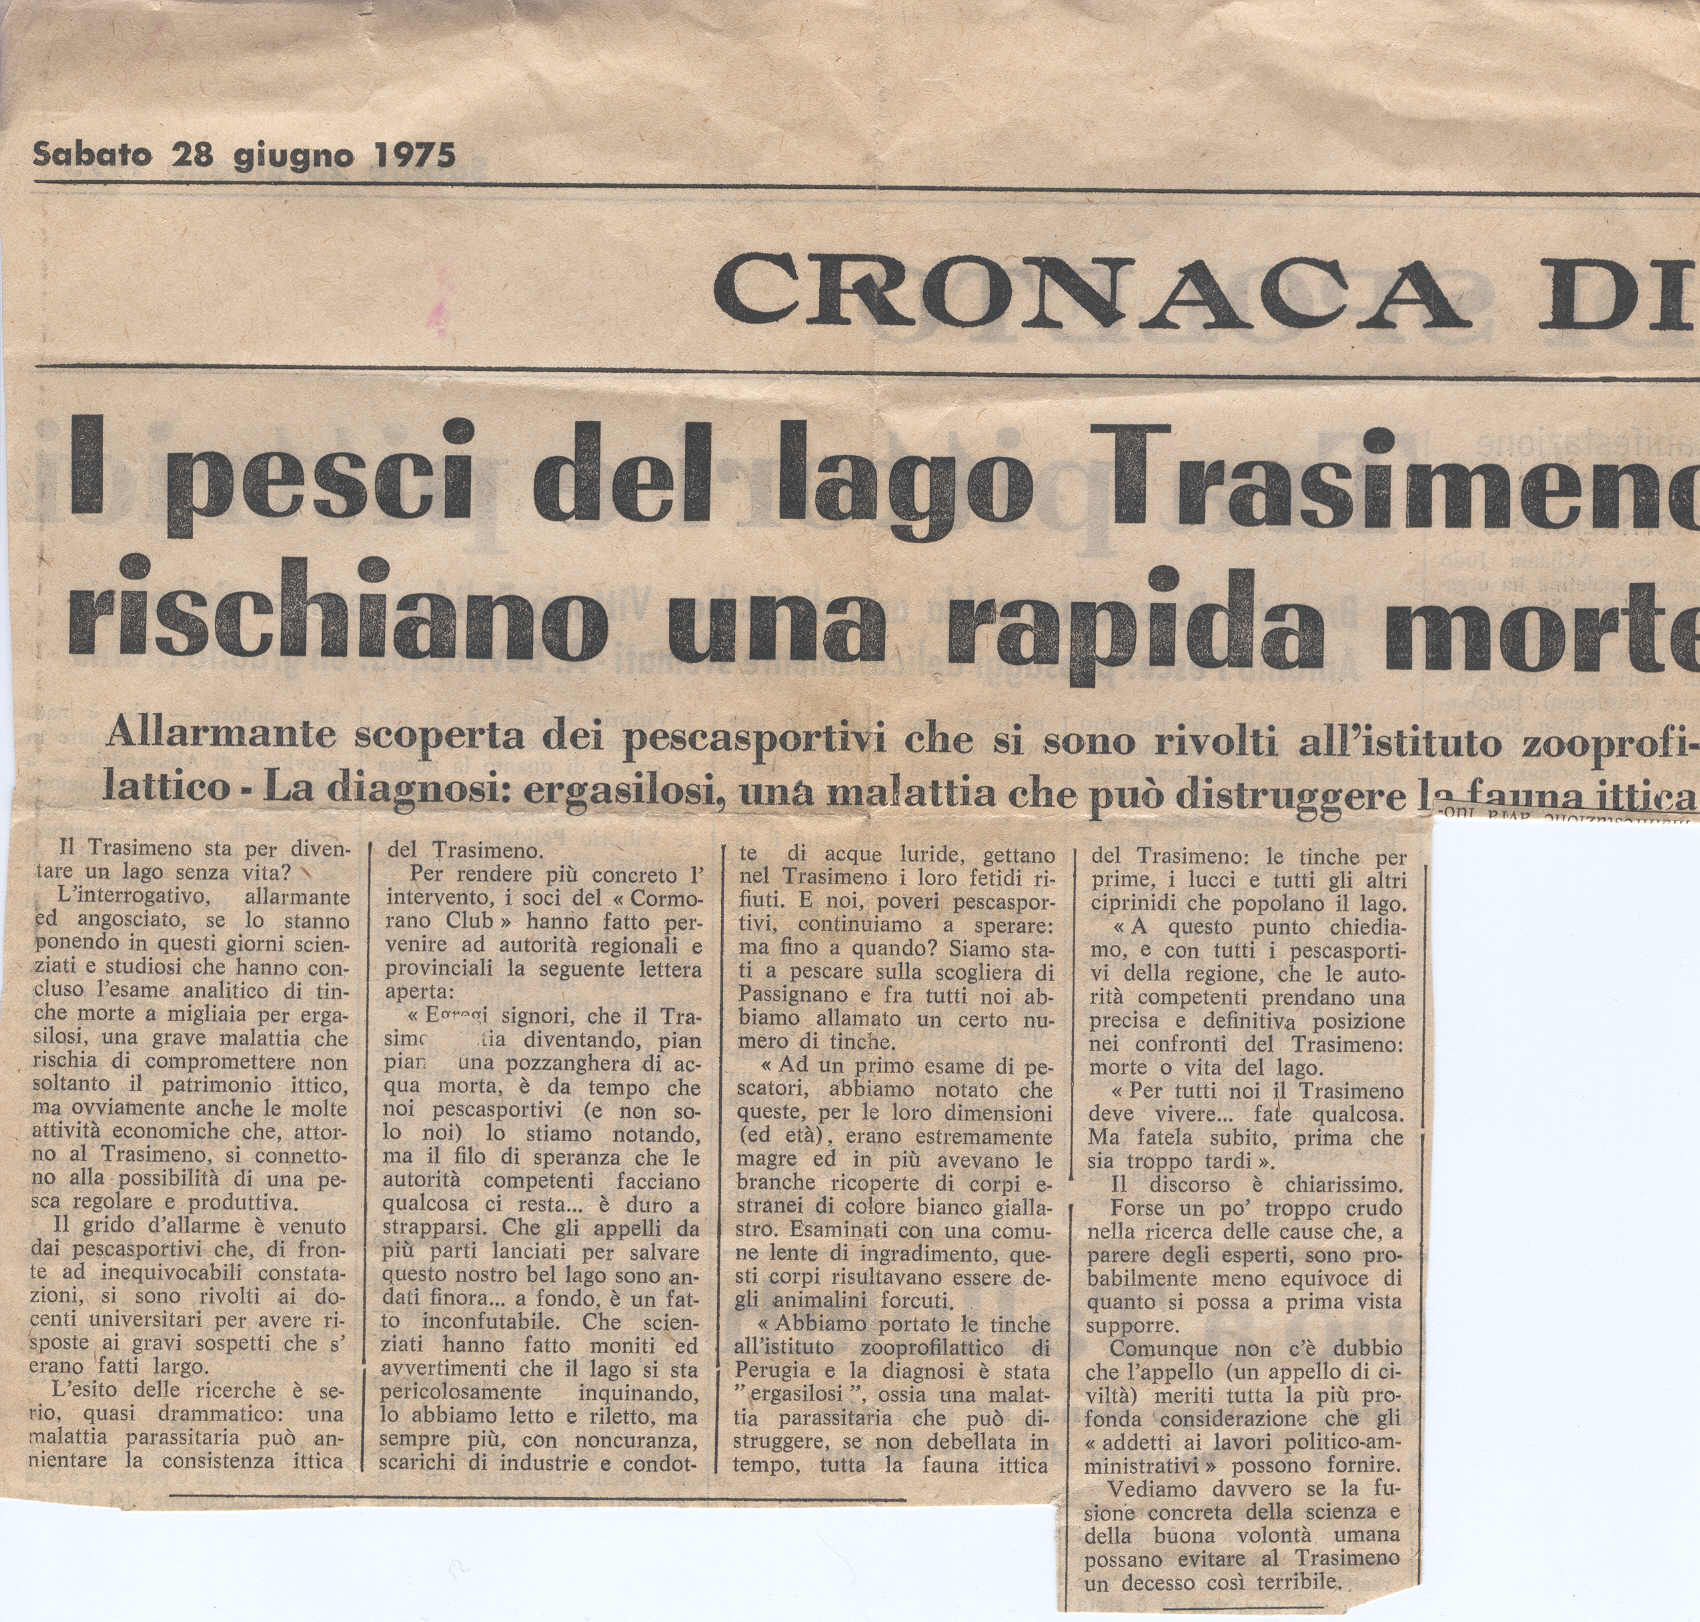 Sabato 28 giugno 1975
CRONACA DI
I pesci del lago Trasimeno
rischiano una rapida morte
Allarmante scoperta dei pescasportivi che si sono rivolti all'istituto zooprofi-
lattico - La diagnosi: ergasilosi, una malattia che può distruggere la fauna ittica
Il Trasimeno sta per diven-
tare un lago senza vita?
L'interrogativo, allarmante
ed angosciato, se lo stanno
ponendo in questi giorni scien-
ziati e studiosi che hanno con-
cluso l'esame analitico di tin-
che morte a migliaia per erga-
silosi, una grave malattia che
rischia di compromettere non
soltanto il patrimonio ittico,
ma ovviamente anche le molte
attività economiche che, attor-
no al Trasimeno, si connetto-
no alla possibilità di una pe-
sca regolare e produttiva.
Il grido d'allarme è venuto
dai pescasportivi che, di fron-
te ad inequivocabili constata-
zioni, si sono rivolti ai do-
centi universitari per avere ri-
sposte ai gravi sospetti che s'
erano fatti largo.
L'esito delle ricerche è se-
rio, quasi drammatico: una
malattia parassitaria può an-
nientare la consistenza ittica
del Trasimeno.
Per rendere più concreto l'
intervento, i soci del « Cormo-
rano Club » hanno fatto per-
venire ad autorità regionali e
provinciali la seguente lettera
aperta:
« Egregi signori, che il Tra-
sim tia diventando, pian
pian una pozzanghera di ac-
qua morta, è da tempo che
noi pescasportivi (e non so-
lo noi) lo stiamo notando,
ma il filo di speranza che le
autorità competenti facciano
qualcosa ci resta... è duro a
strapparsi. Che gli appelli da
più parti lanciati per salvare
questo nostro bel lago sono an-
dati finora... a fondo, è un fat-
to inconfutabile. Che scien-
ziati hanno fatto moniti ed
avvertimenti che il lago si sta
pericolosamente inquinando,
lo abbiamo letto e riletto, ma
sempre più, con noncuranza,
scarichi di industrie e condot-
te di acque luride, gettano
nel Trasimeno i loro fetidi ri-
fiuti. E noi, poveri pescaspor-
tivi, continuiamo a sperare:
ma fino a quando? Siamo sta-
ti a pescare sulla scogliera di
Passignano e fra tutti noi ab-
biamo allamato un certo nu-
mero di tinche.
« Ad un primo esame di pe-
scatori, abbiamo notato che
queste, per le loro dimensioni
(ed età), erano estremamente
magre ed in più avevano le
branche ricoperte di corpi e-
stranei di colore bianco gialla-
stro. Esaminati con una comu-
ne lente di ingradimento, que-
sti corpi risultavano essere de-
gli animalini forcuti.
« Abbiamo portato le tinche
all'istituto zooprofilattico di
Perugia e la diagnosi è stata
" ergasilosi ", ossia una malat-
tia parassitaria che può di-
struggere, se non debellata in
tempo, tutta la fauna ittica
del Trasimeno: le tinche per
prime, i lucci e tutti gli altri
ciprinidi che popolano il lago.
« A questo punto chiedia-
mo, e con tutti i pescasporti-
vi della regione, che le auto-
rità competenti prendano una
precisa e definitiva posizione
nei confronti del Trasimeno:
morte o vita del lago.
« Per tutti noi il Trasimeno
deve vivere... fate qualcosa.
Ma fatela subito, prima che
sia troppo tardi ».
Il discorso è chiarissimo.
Forse un po' troppo crudo
nella ricerca delle cause che, a
parere degli esperti, sono pro-
babilmente meno equivoce di
quanto si possa a prima vista
supporre.
Comunque non c'è dubbio
che l'appello (un appello di ci-
viltà) meriti tutta la più pro-
fonda considerazione che gli
« addetti ai lavori politico-am-
ministrativi » possono fornire.
Vediamo davvero se la fu-
sione concreta della scienza e
della buona volontà umana
possano evitare al Trasimeno
un decesso così terribile.